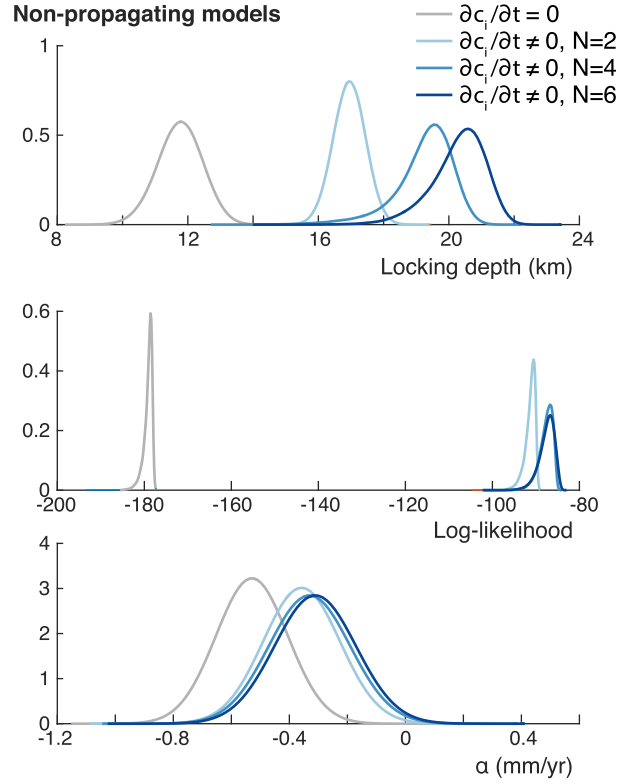 Non-propagating models
∂cᵢ/∂t = 0
∂cᵢ/∂t ≠ 0, N=2
∂cᵢ/∂t ≠ 0, N=4
∂cᵢ/∂t ≠ 0, N=6
1
0.5
0
8 12 16 20 24
Locking depth (km)
0.6
0.4
0.2
0
-200 -180 -160 -140 -120 -100 -80
Log-likelihood
4
3
2
1
0
-1.2 -0.8 -0.4 0 0.4
α (mm/yr)